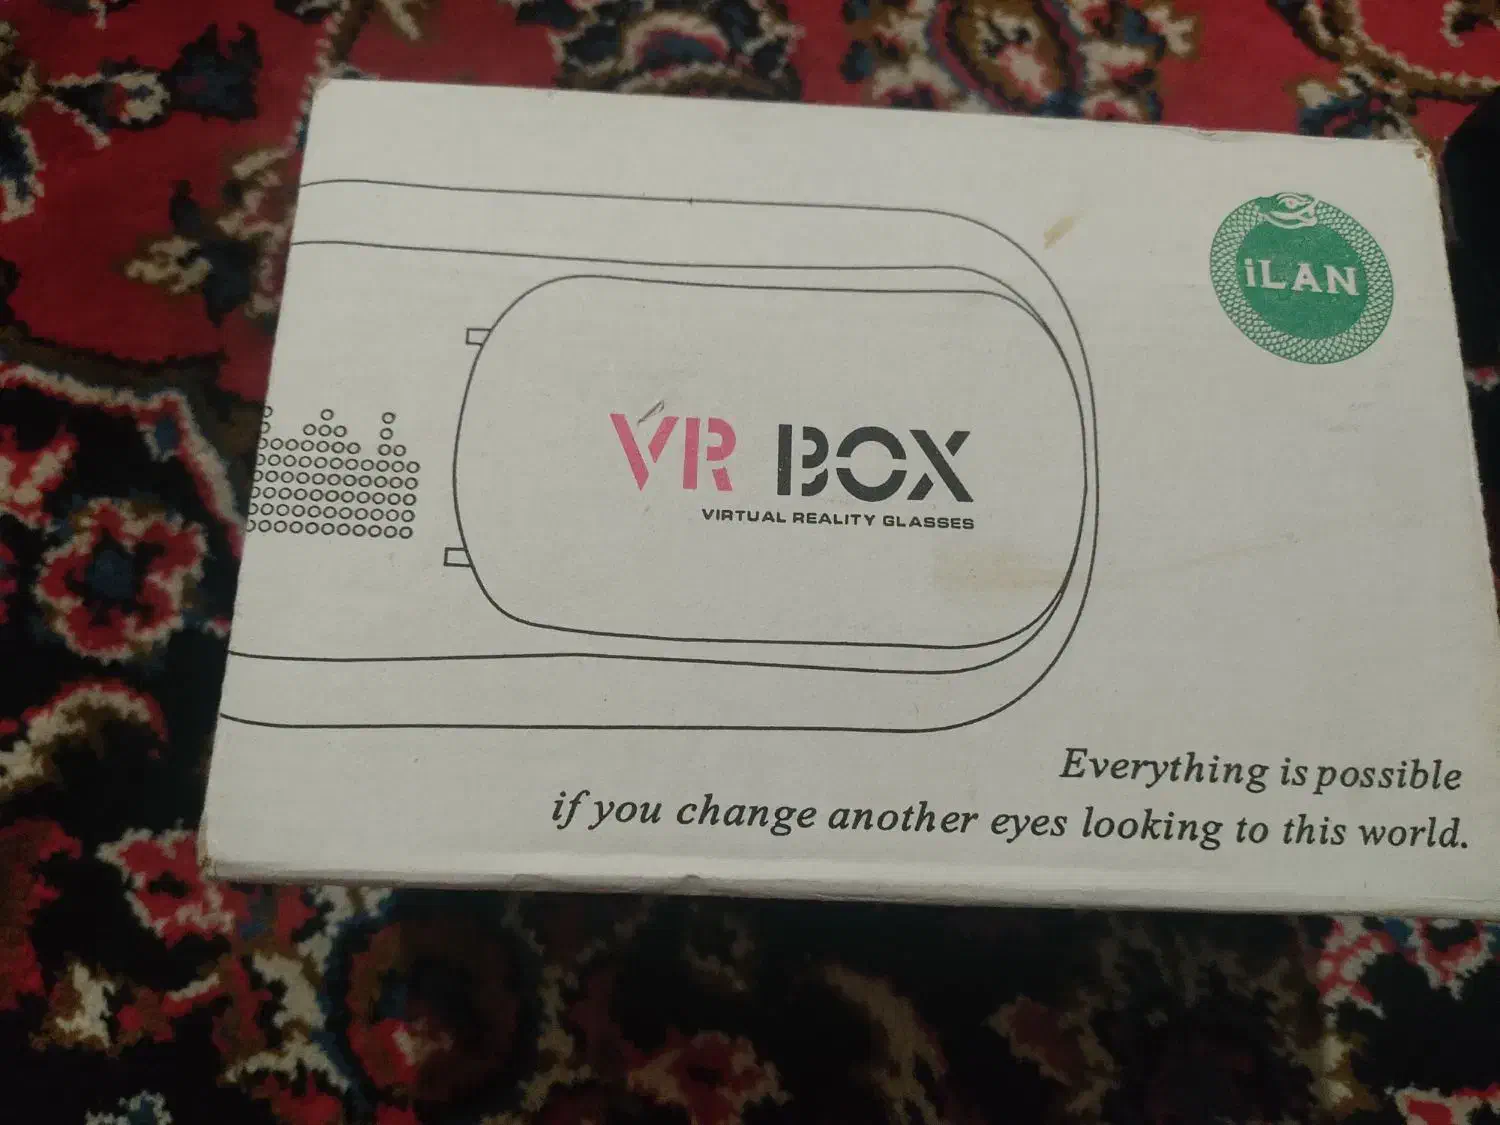 iLAN
VR BOX
VIRTUAL REALITY GLASSES
Everything is possible
if you change another eyes looking to this world.